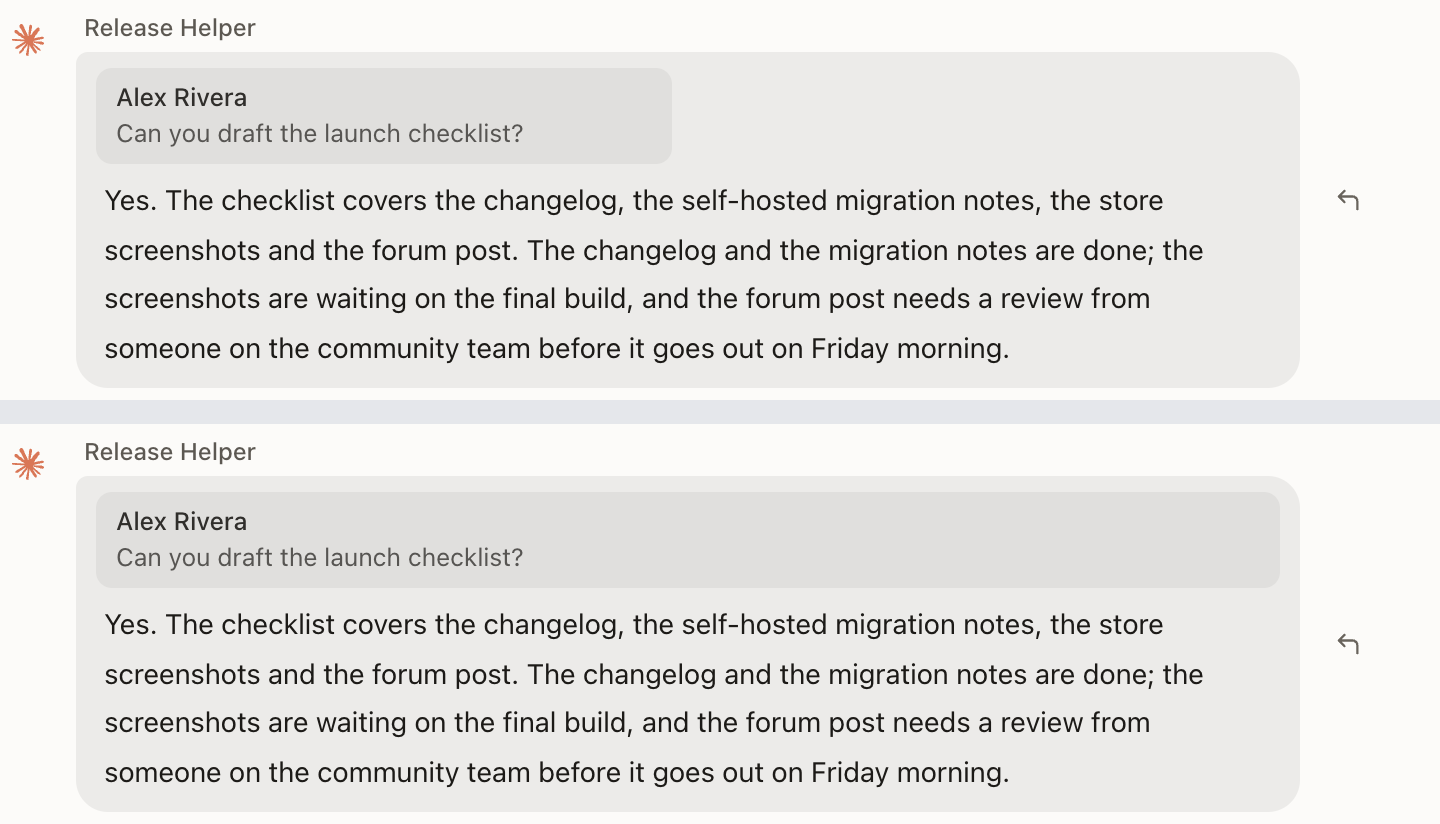 Release Helper
Alex Rivera
Can you draft the launch checklist?
Yes. The checklist covers the changelog, the self-hosted migration notes, the store
screenshots and the forum post. The changelog and the migration notes are done; the
screenshots are waiting on the final build, and the forum post needs a review from
someone on the community team before it goes out on Friday morning.
Release Helper
Alex Rivera
Can you draft the launch checklist?
Yes. The checklist covers the changelog, the self-hosted migration notes, the store
screenshots and the forum post. The changelog and the migration notes are done; the
screenshots are waiting on the final build, and the forum post needs a review from
someone on the community team before it goes out on Friday morning.